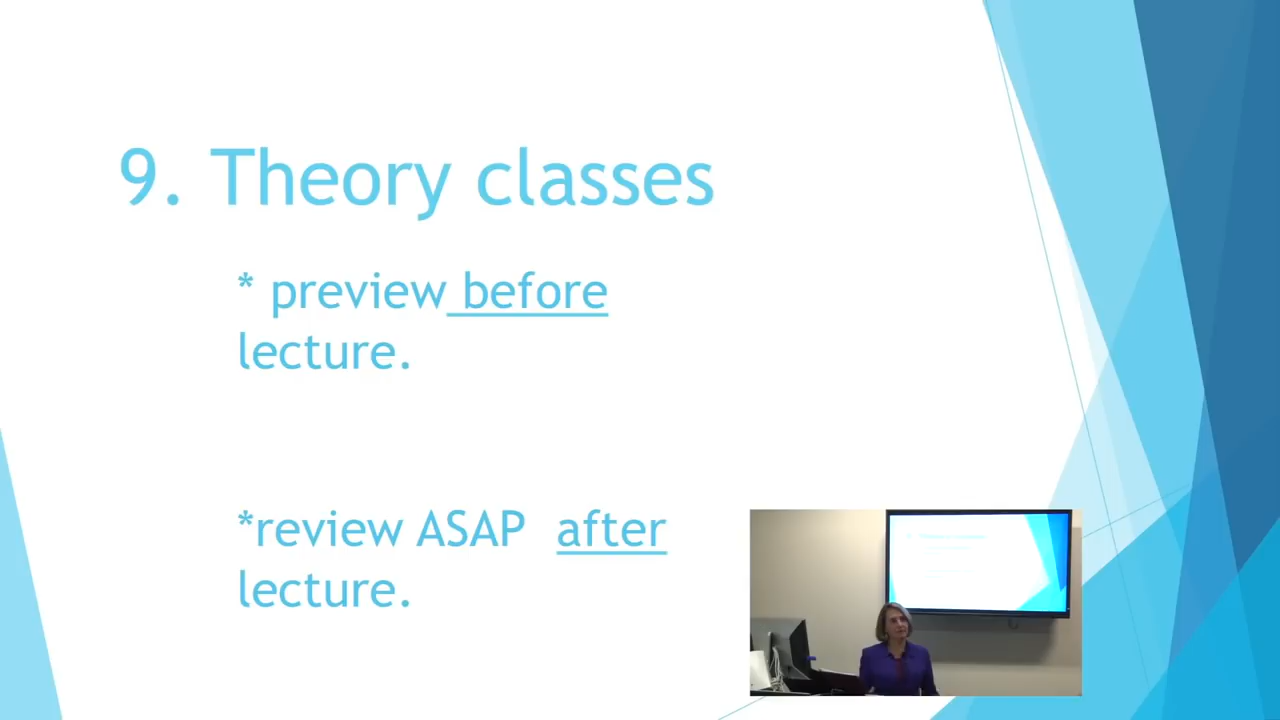 9. Theory classes
* preview before
lecture.
*review ASAP after
lecture.